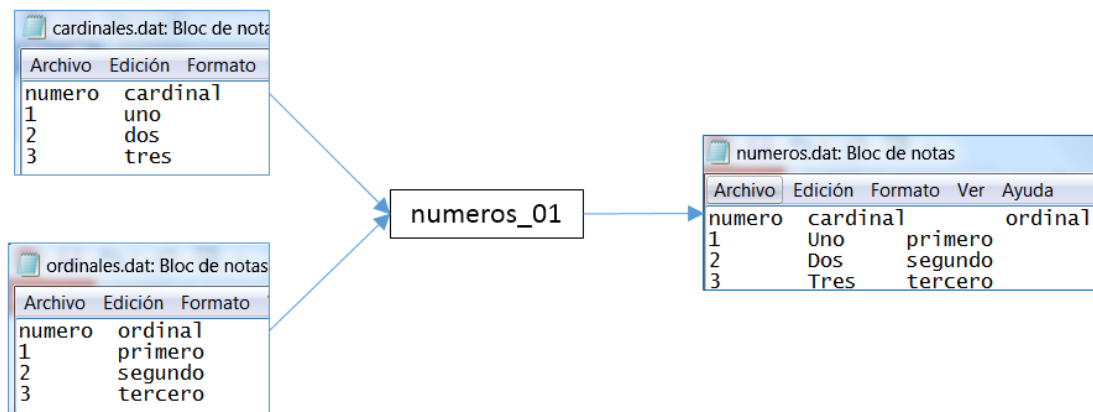 cardinales.dat: Bloc de nota
Archivo Edición Formato
numero cardinal
1 uno
2 dos
3 tres
numeros_01
numeros.dat: Bloc de notas
Archivo Edición Formato Ver Ayuda
numero cardinal ordinal
1 Uno primero
2 Dos segundo
3 Tres tercero
ordinales.dat: Bloc de notas
Archivo Edición Formato
numero ordinal
1 primero
2 segundo
3 tercero